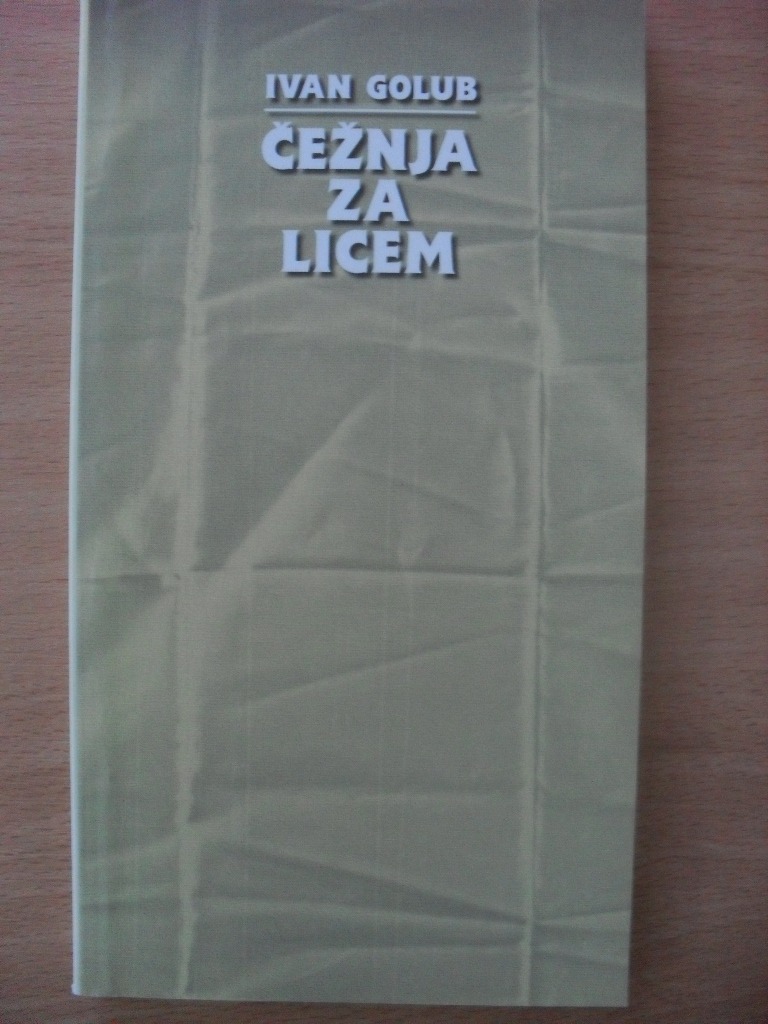 IVAN GOLUB
ČEŽNJA
ZA
LICEM